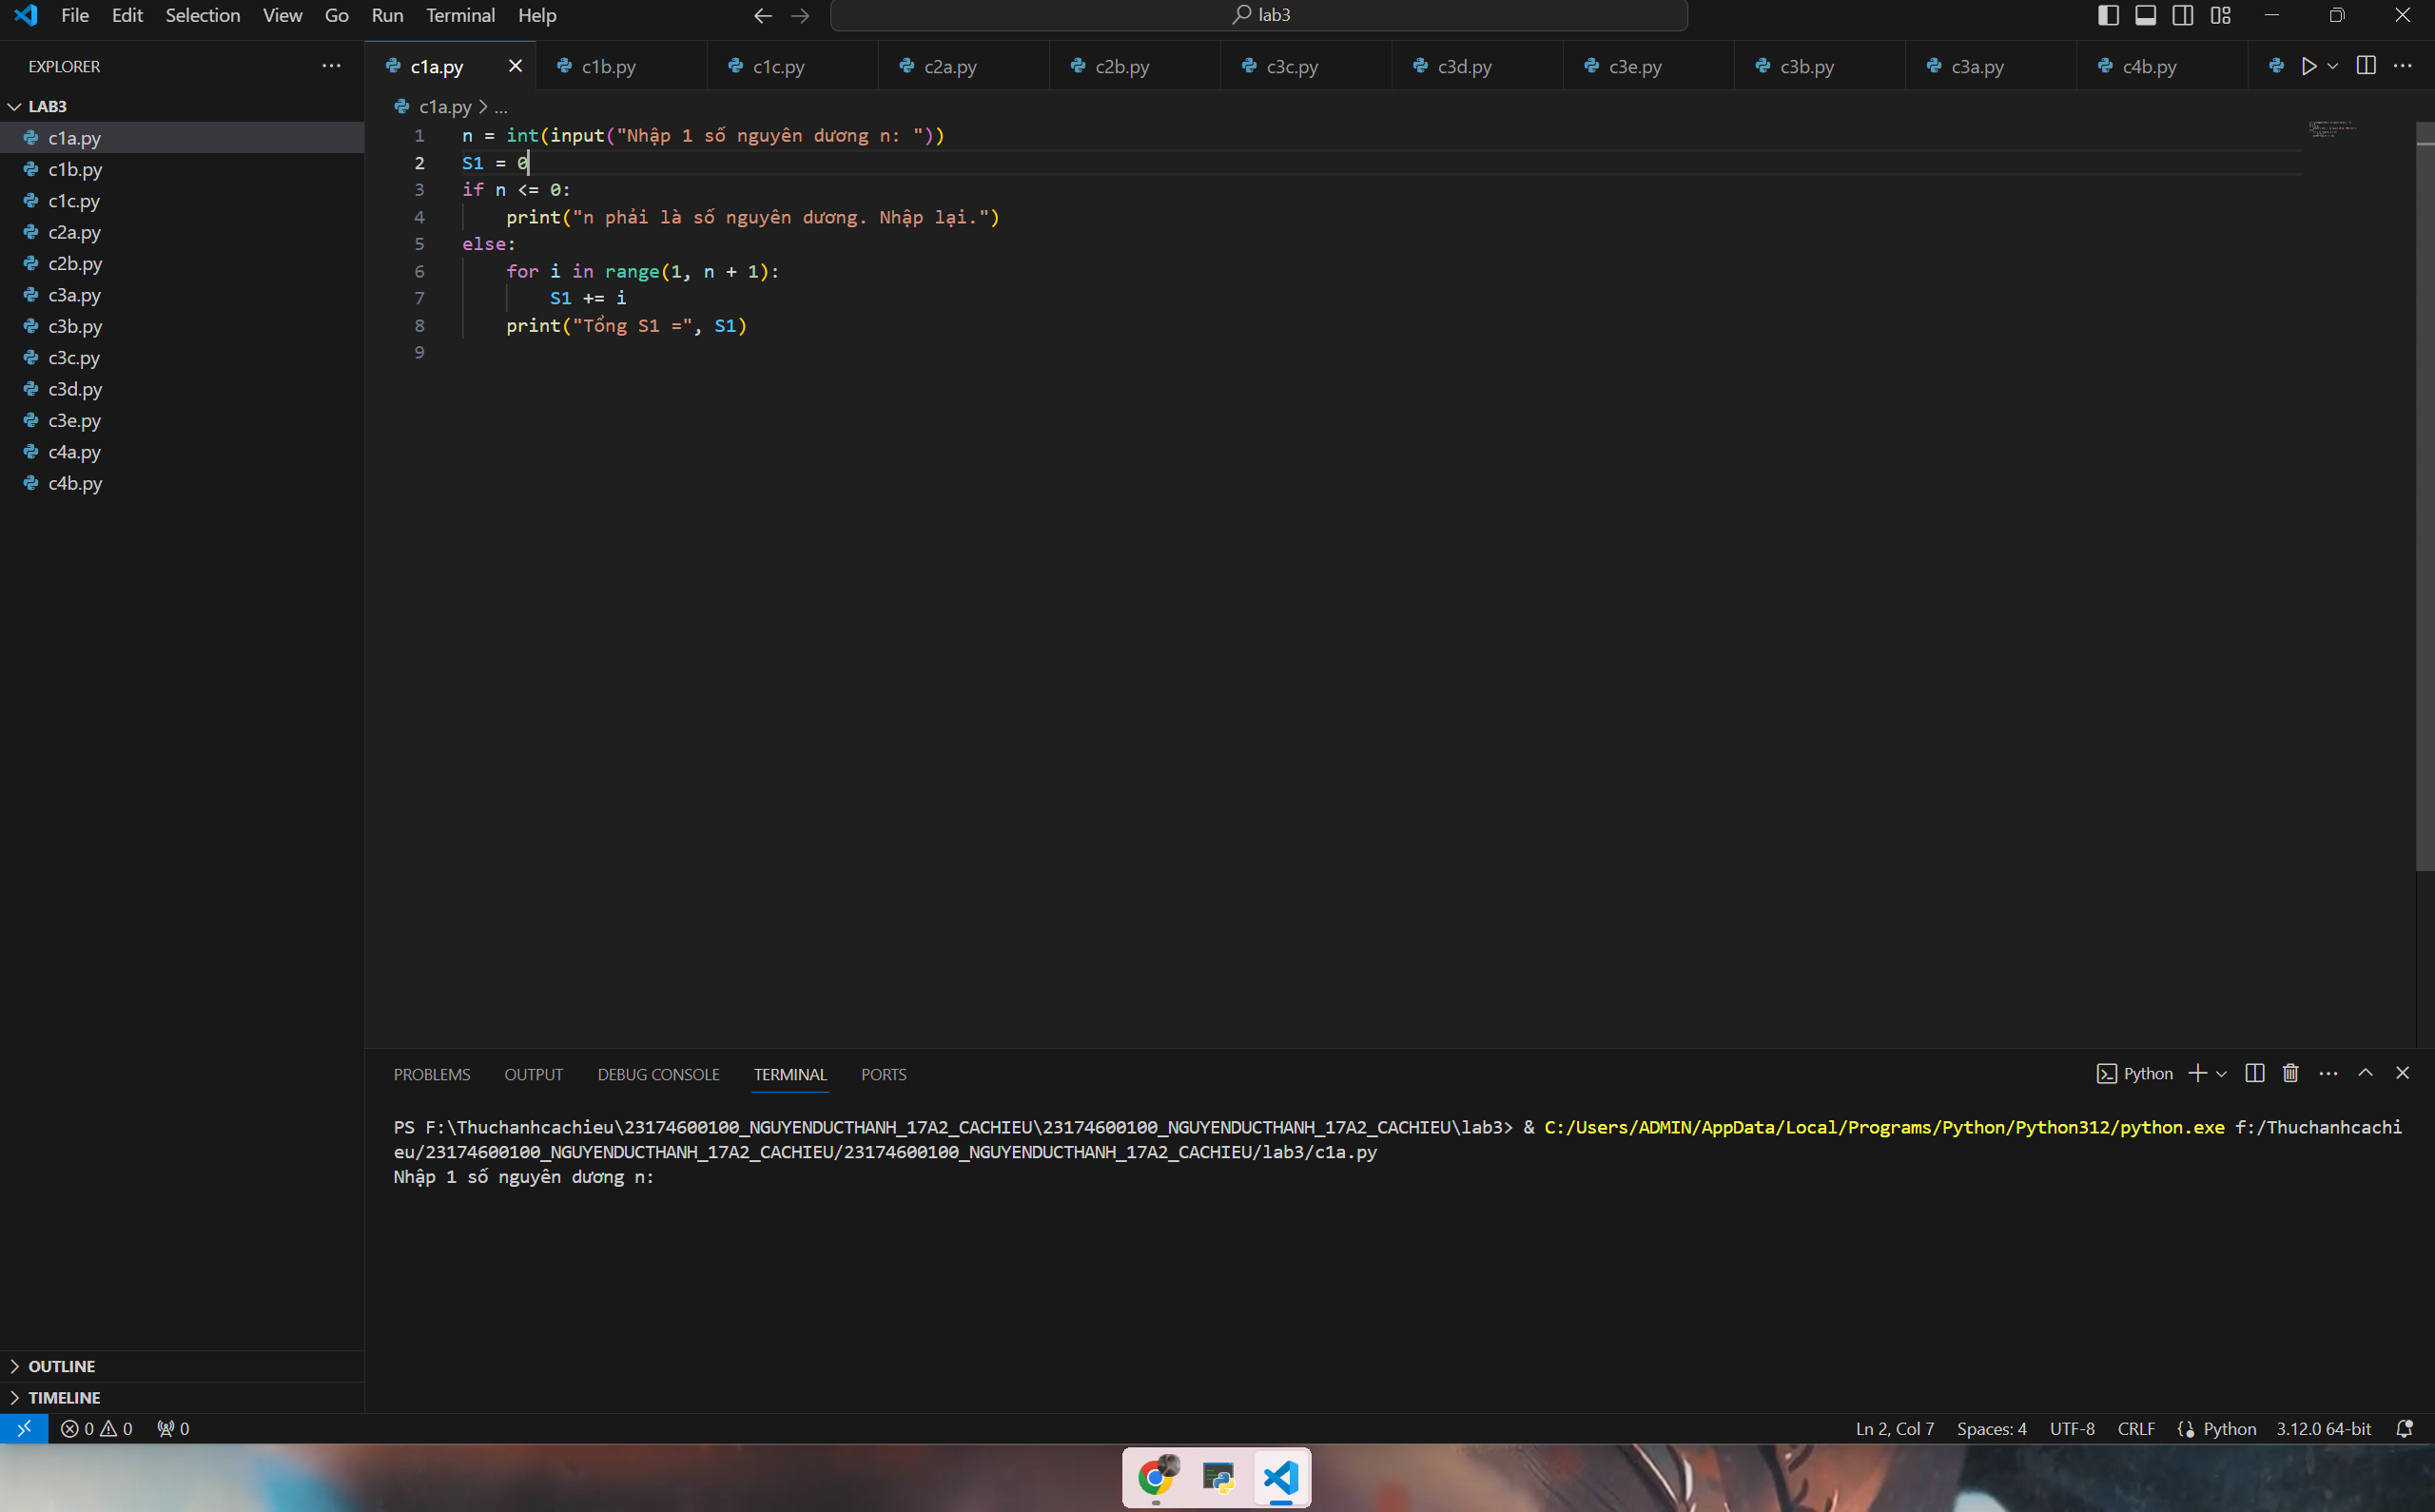 File Edit Selection View Go Run Terminal Help
lab3
EXPLORER
LAB3
c1a.py
c1b.py
c1c.py
c2a.py
c2b.py
c3a.py
c3b.py
c3c.py
c3d.py
c3e.py
c4a.py
c4b.py
OUTLINE
TIMELINE
c1a.py c1b.py c1c.py c2a.py c2b.py c3c.py c3d.py c3e.py c3b.py c3a.py c4b.py
c1a.py > ...
1 n = int(input("Nhập 1 số nguyên dương n: "))
2 S1 = 0
3 if n <= 0:
4     print("n phải là số nguyên dương. Nhập lại.")
5 else:
6     for i in range(1, n + 1):
7         S1 += i
8     print("Tổng S1 =", S1)
9
PROBLEMS OUTPUT DEBUG CONSOLE TERMINAL PORTS
Python
PS F:\Thuchanhcachieu\23174600100_NGUYENDUCTHANH_17A2_CACHIEU\23174600100_NGUYENDUCTHANH_17A2_CACHIEU\lab3> & C:/Users/ADMIN/AppData/Local/Programs/Python/Python312/python.exe f:/Thuchanhcachi
eu/23174600100_NGUYENDUCTHANH_17A2_CACHIEU/23174600100_NGUYENDUCTHANH_17A2_CACHIEU/lab3/c1a.py
Nhập 1 số nguyên dương n:
0 0 0 Ln 2, Col 7 Spaces: 4 UTF-8 CRLF Python 3.12.0 64-bit